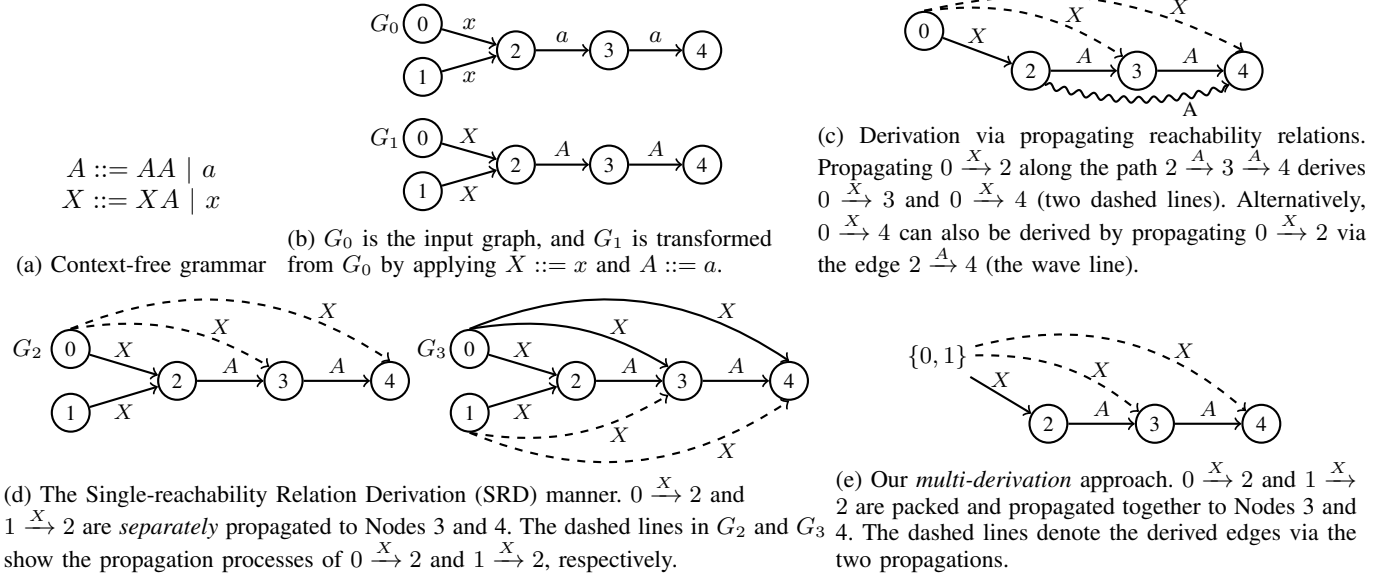 A ::= AA | a
X ::= XA | x
(a) Context-free grammar
G₀ 0 x 2 a 3 a 4
1 x
G₁ 0 X 2 A 3 A 4
1 X
(b) G₀ is the input graph, and G₁ is transformed
from G₀ by applying X ::= x and A ::= a.
X
X
0 X 2 A 3 A 4
A
(c) Derivation via propagating reachability relations.
Propagating 0 —X→ 2 along the path 2 —A→ 3 —A→ 4 derives
0 —X→ 3 and 0 —X→ 4 (two dashed lines). Alternatively,
0 —X→ 4 can also be derived by propagating 0 —X→ 2 via
the edge 2 —A→ 4 (the wave line).
X
X
G₂ 0 X 2 A 3 A 4
1 X
X
X
G₃ 0 X 2 A 3 A 4
1 X
X
X
(d) The Single-reachability Relation Derivation (SRD) manner. 0 —X→ 2 and
1 —X→ 2 are separately propagated to Nodes 3 and 4. The dashed lines in G₂ and G₃
show the propagation processes of 0 —X→ 2 and 1 —X→ 2, respectively.
{0, 1} X
X
X 2 A 3 A 4
(e) Our multi-derivation approach. 0 —X→ 2 and 1 —X→
2 are packed and propagated together to Nodes 3 and
4. The dashed lines denote the derived edges via the
two propagations.